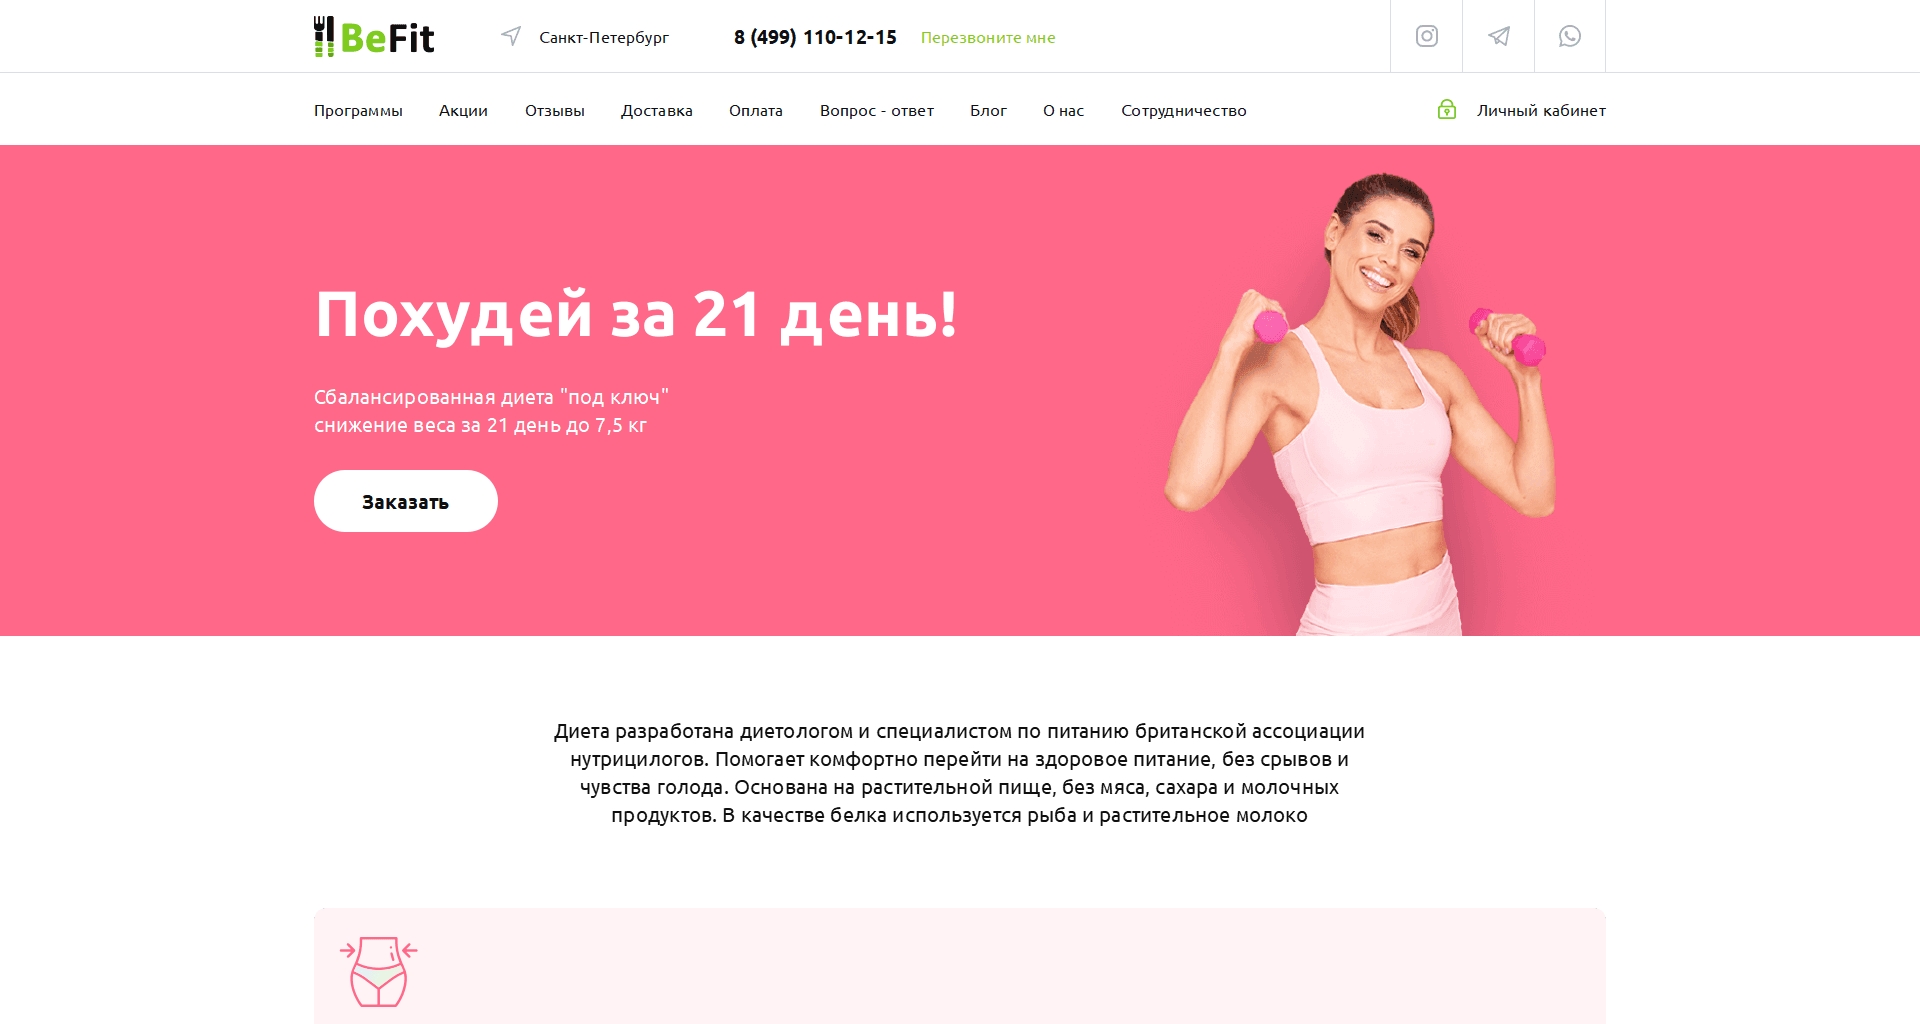 BeFit
Санкт-Петербург
8 (499) 110-12-15
Перезвоните мне
Программы
Акции
Отзывы
Доставка
Оплата
Вопрос - ответ
Блог
О нас
Сотрудничество
Личный кабинет
Похудей за 21 день!
Сбалансированная диета "под ключ"
снижение веса за 21 день до 7,5 кг
Заказать
Диета разработана диетологом и специалистом по питанию британской ассоциации
нутрицилогов. Помогает комфортно перейти на здоровое питание, без срывов и
чувства голода. Основана на растительной пище, без мяса, сахара и молочных
продуктов. В качестве белка используется рыба и растительное молоко